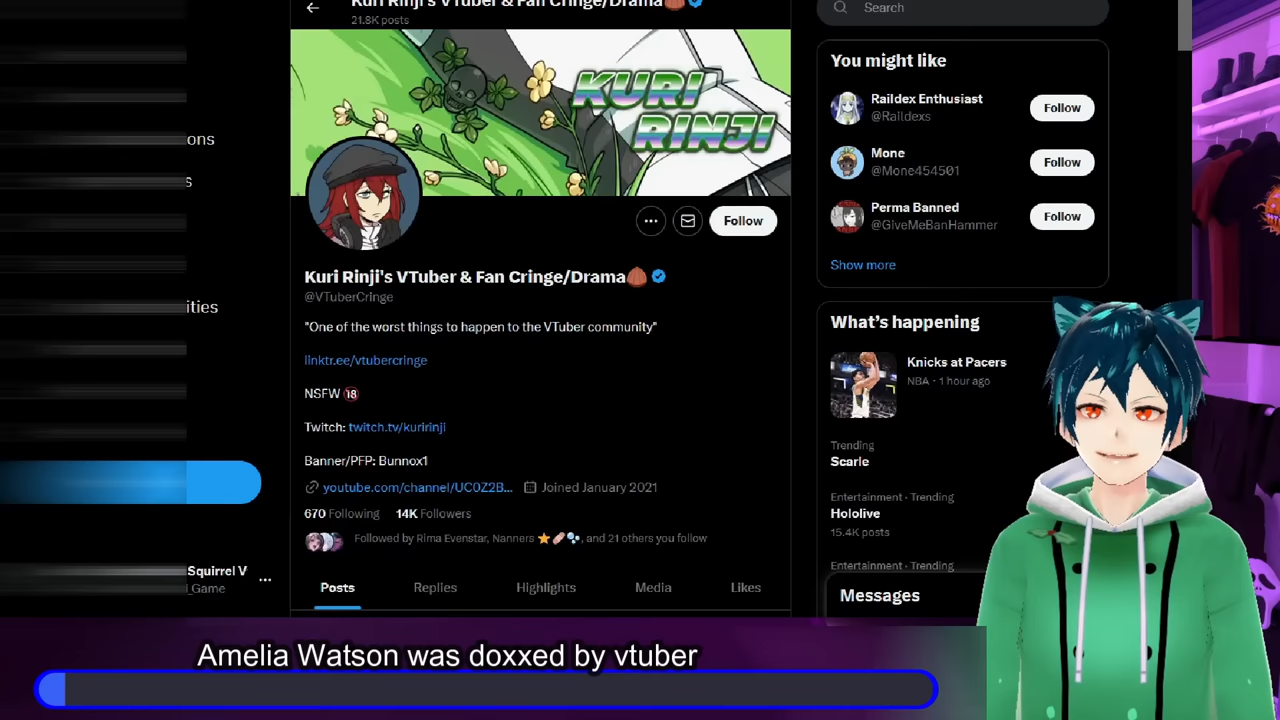 Kuri Rinji's VTuber & Fan Cringe/Drama
21.8K posts
KURI
RINJI
Follow
Kuri Rinji's VTuber & Fan Cringe/Drama
@VTuberCringe
"One of the worst things to happen to the VTuber community"
linktr.ee/vtubercringe
NSFW 🔞
Twitch: twitch.tv/kuririnji
Banner/PFP: Bunnox1
youtube.com/channel/UC0Z2B... Joined January 2021
670 Following 14K Followers
Followed by Rima Evenstar, Nanners ⭐🩹🫧, and 21 others you follow
Posts Replies Highlights Media Likes
ons
s
ities
Squirrel V
_Game
Search
You might like
Raildex Enthusiast
@Raildexs
Follow
Mone
@Mone454501
Follow
Perma Banned
@GiveMeBanHammer
Follow
Show more
What's happening
Knicks at Pacers
NBA · 1 hour ago
Trending
Scarle
Entertainment · Trending
Hololive
15.4K posts
Entertainment · Trending
Messages
Amelia Watson was doxxed by vtuber